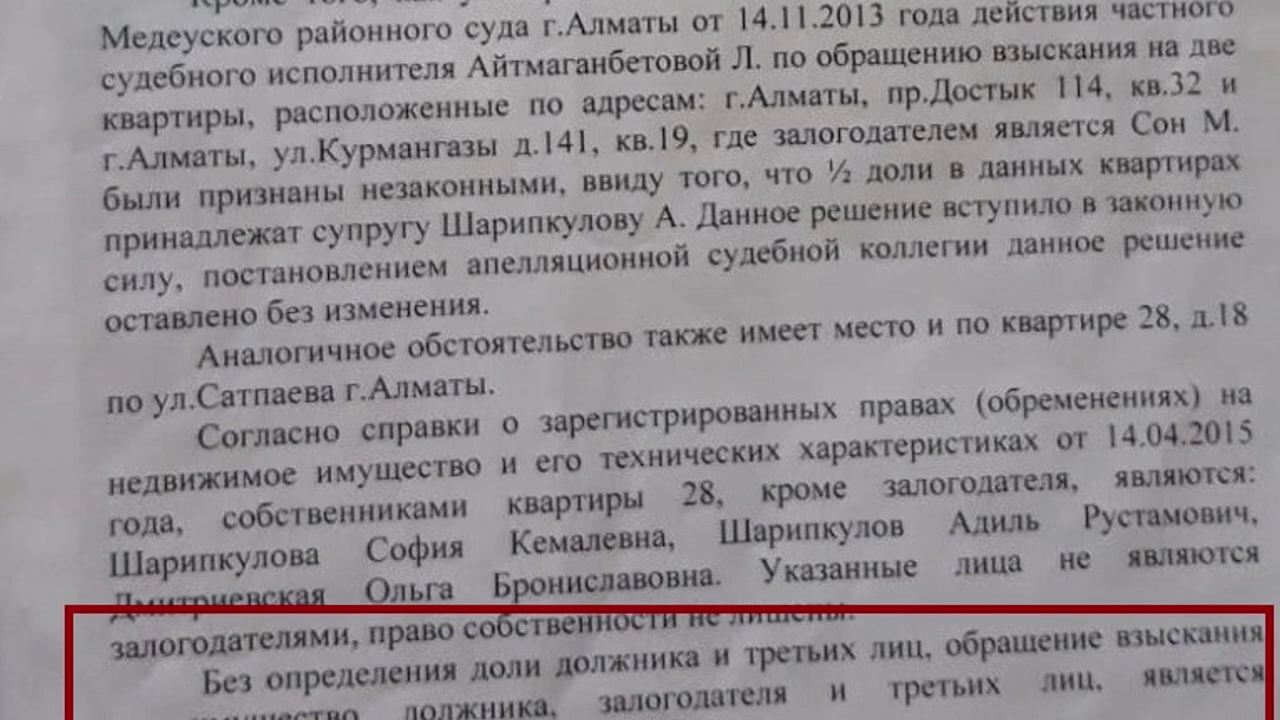 Кроме того,
Медеуского районного суда г.Алматы от 14.11.2013 года действия частного
судебного исполнителя Айтмаганбетовой Л. по обращению взыскания на две
квартиры, расположенные по адресам: г.Алматы, пр.Достык 114, кв.32 и
г.Алматы, ул.Курмангазы д.141, кв.19, где залогодателем является Сон М.
были признаны незаконными, ввиду того, что ½ доли в данных квартирах
принадлежат супругу Шарипкулову А. Данное решение вступило в законную
силу, постановлением апелляционной судебной коллегии данное решение
оставлено без изменения.
Аналогичное обстоятельство также имеет место и по квартире 28, д.18
по ул.Сатпаева г.Алматы.
Согласно справки о зарегистрированных правах (обременениях) на
недвижимое имущество и его технических характеристиках от 14.04.2015
года, собственниками квартиры 28, кроме залогодателя, являются:
Шарипкулова София Кемалевна, Шарипкулов Адиль Рустамович,
Дмитриевская Ольга Брониславовна. Указанные лица не являются
залогодателями, право собственности не лишены.
Без определения доли должника и третьих лиц, обращение взыскания
должника, залогодателя и третьих лиц, является